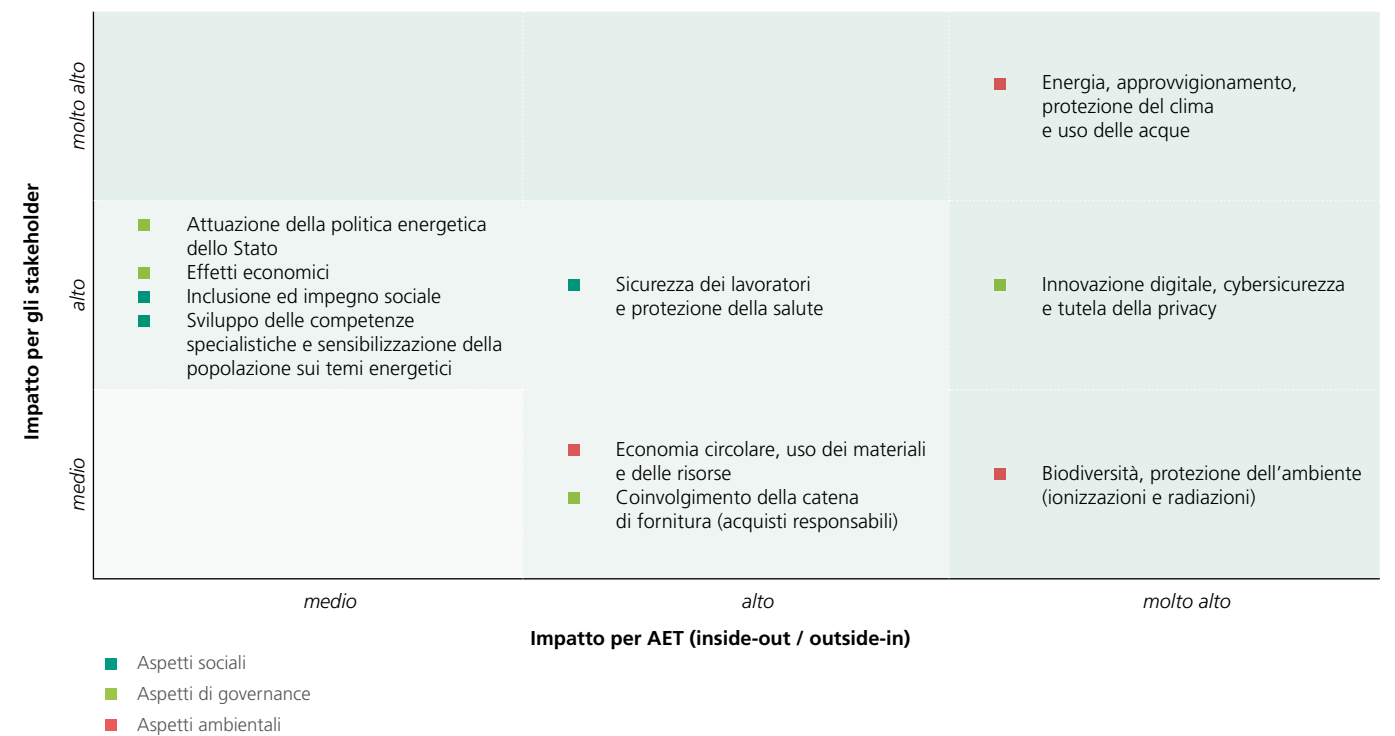 Impatto per gli stakeholder
molto alto
Energia, approvvigionamento,
protezione del clima
e uso delle acque
alto
Attuazione della politica energetica
dello Stato
Effetti economici
Inclusione ed impegno sociale
Sviluppo delle competenze
specialistiche e sensibilizzazione della
popolazione sui temi energetici
Sicurezza dei lavoratori
e protezione della salute
Innovazione digitale, cybersicurezza
e tutela della privacy
medio
Economia circolare, uso dei materiali
e delle risorse
Coinvolgimento della catena
di fornitura (acquisti responsabili)
Biodiversità, protezione dell'ambiente
(ionizzazioni e radiazioni)
medio
alto
molto alto
Impatto per AET (inside-out / outside-in)
Aspetti sociali
Aspetti di governance
Aspetti ambientali